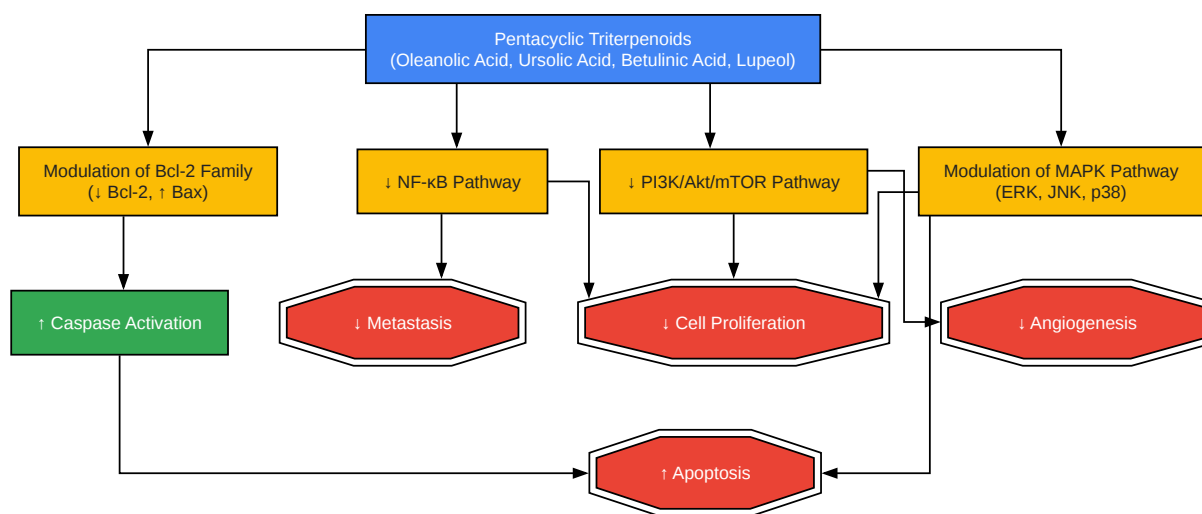 Pentacyclic Triterpenoids
(Oleanolic Acid, Ursolic Acid, Betulinic Acid, Lupeol)
Modulation of Bcl-2 Family
(↓ Bcl-2, ↑ Bax)
↓ NF-κB Pathway
↓ PI3K/Akt/mTOR Pathway
Modulation of MAPK Pathway
(ERK, JNK, p38)
↑ Caspase Activation
↓ Metastasis
↓ Cell Proliferation
↓ Angiogenesis
↑ Apoptosis